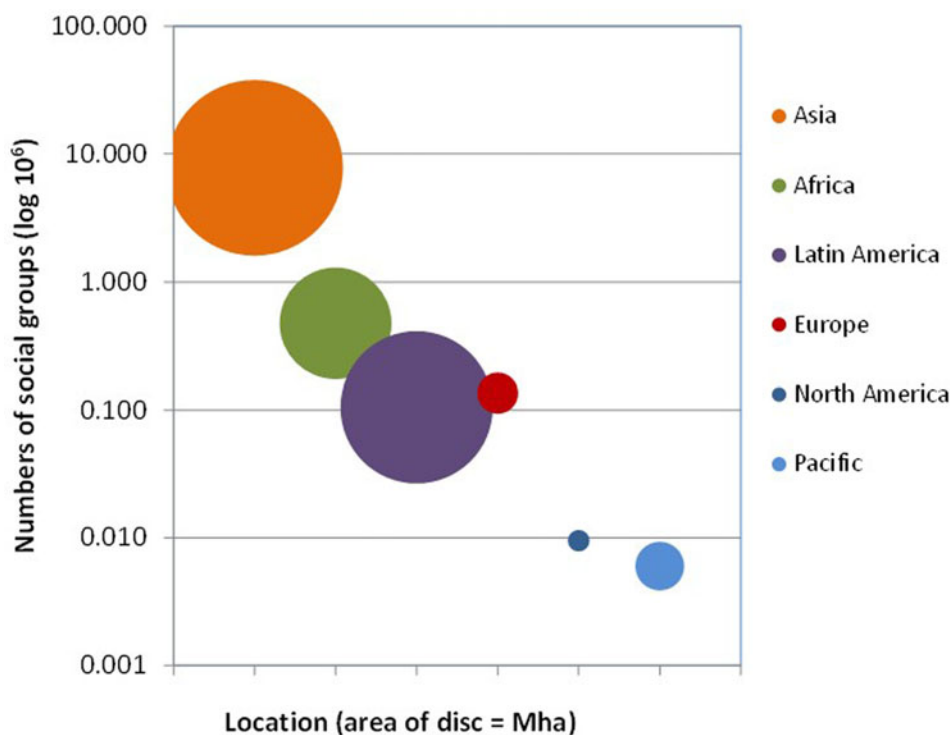 100.000
10.000
1.000
0.100
0.010
0.001
Numbers of social groups (log 10⁶)
Location (area of disc = Mha)
Asia
Africa
Latin America
Europe
North America
Pacific